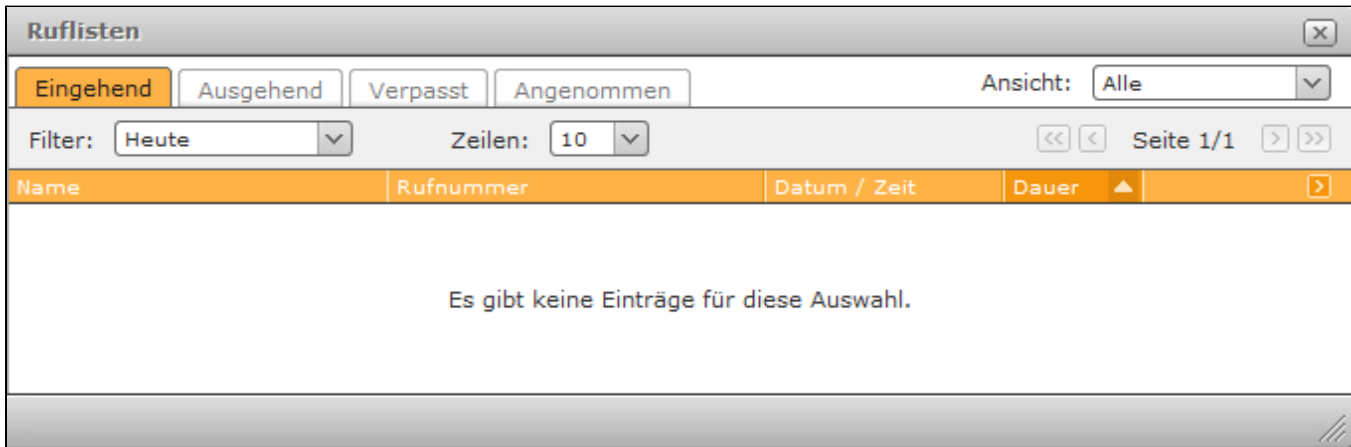 Ruflisten
Eingehend Ausgehend Verpasst Angenommen Ansicht: Alle
Filter: Heute Zeilen: 10 << < Seite 1/1 > >>
Name Rufnummer Datum / Zeit Dauer
Es gibt keine Einträge für diese Auswahl.